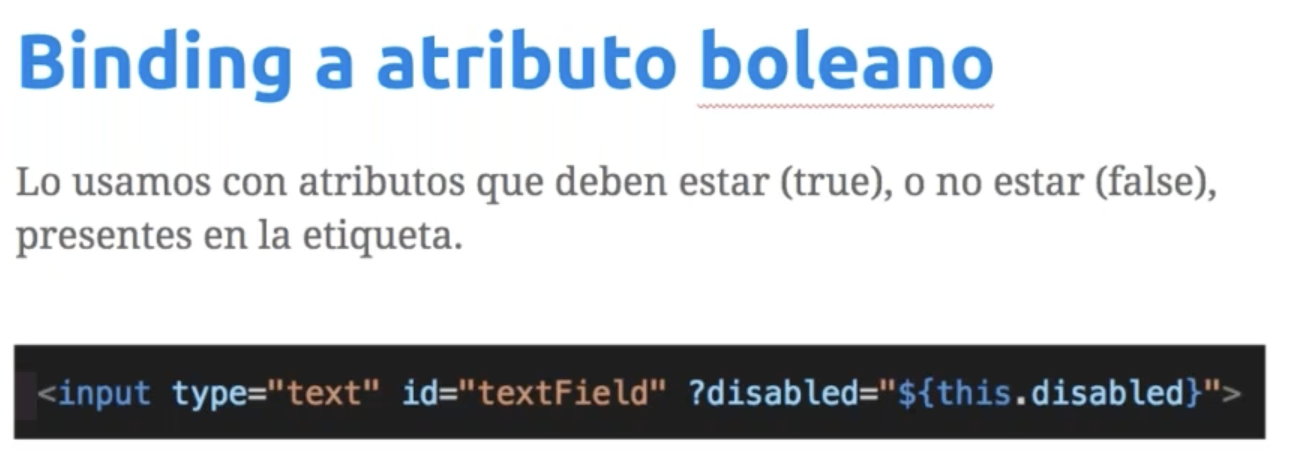 Binding a atributo boleano
Lo usamos con atributos que deben estar (true), o no estar (false),
presentes en la etiqueta.
<input type="text" id="textField" ?disabled="${this.disabled}">